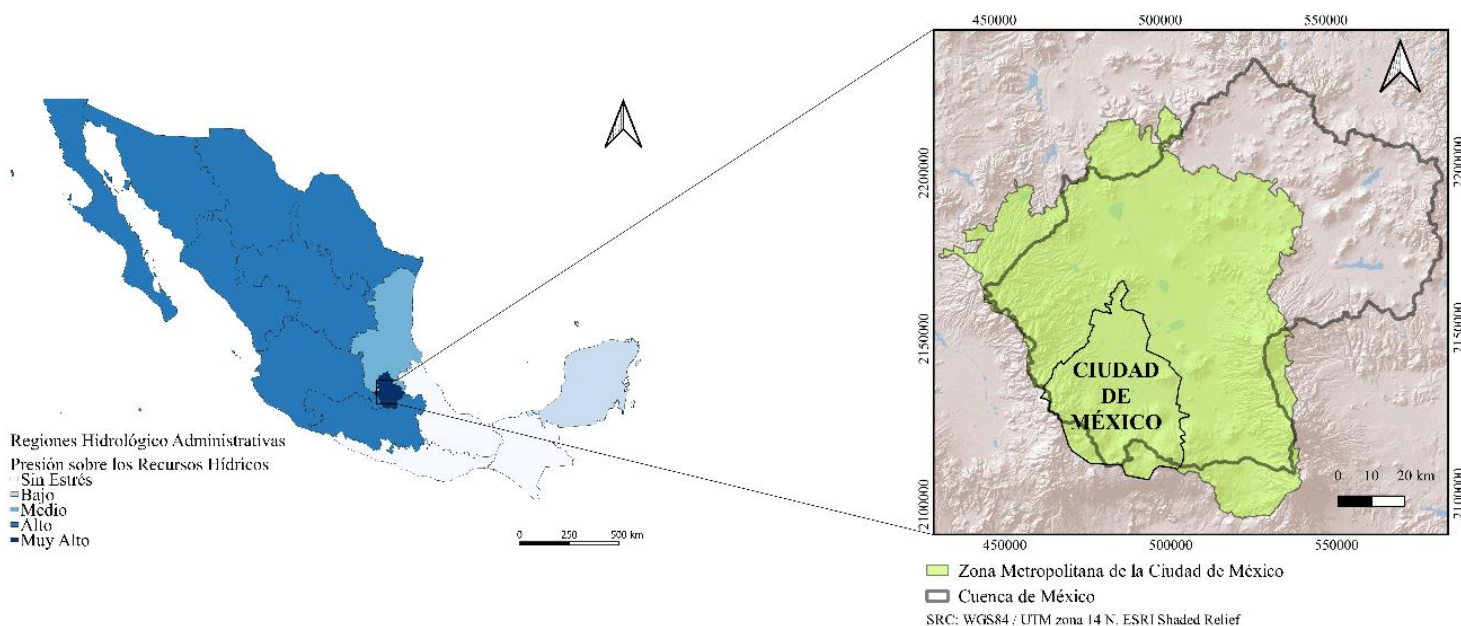 Regiones Hidrológico Administrativas
Presión sobre los Recursos Hídricos
Sin Estrés
Bajo
Medio
Alto
Muy Alto
0 250 500 km
450000 500000 550000
2200000
2150000
2100000
2200000
2150000
2100000
CIUDAD
DE
MÉXICO
0 10 20 km
450000 500000 550000
Zona Metropolitana de la Ciudad de México
Cuenca de México
SRC: WGS84 / UTM zona 14 N. ESRI Shaded Relief